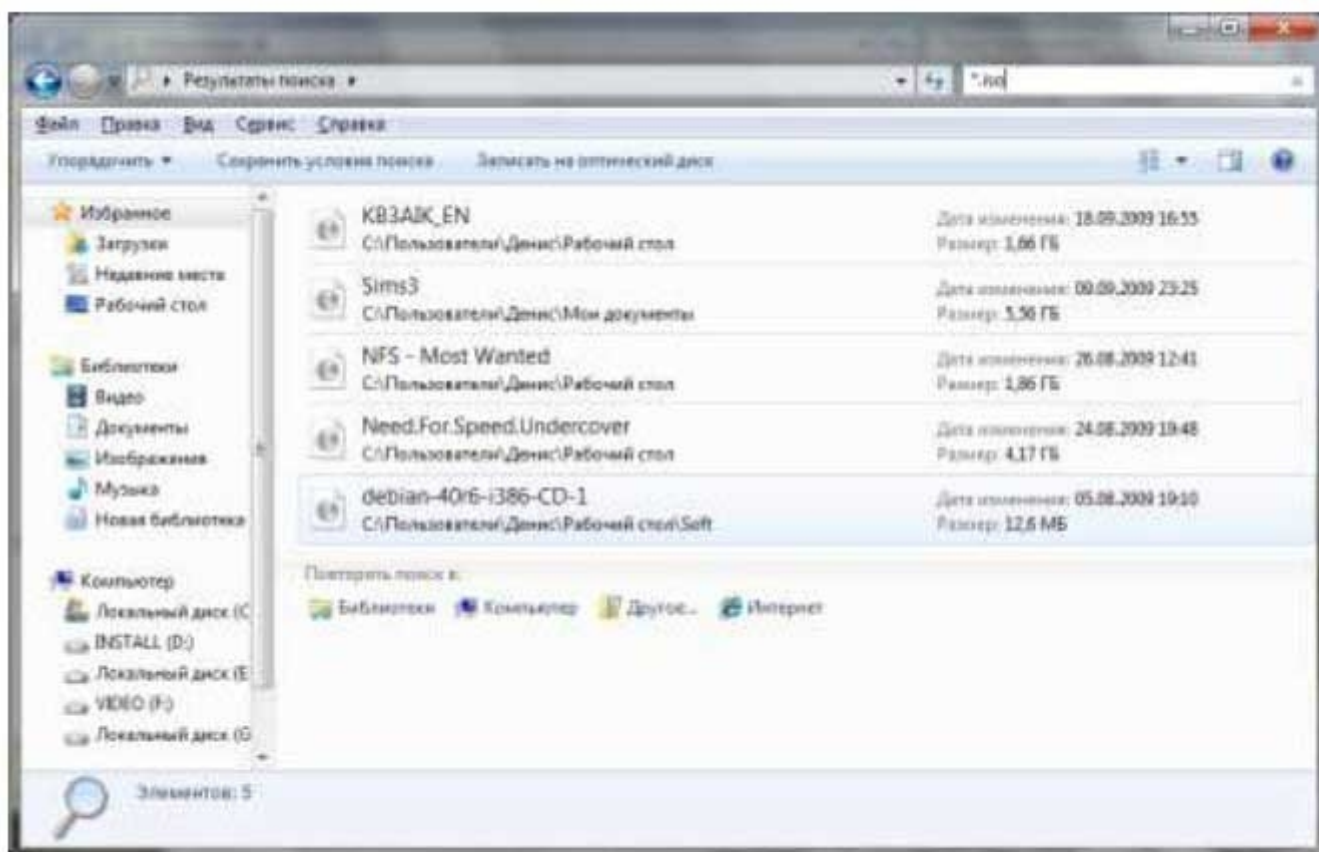 Результаты поиска
*.iso
Файл Правка Вид Сервис Справка
Упорядочить Сохранить условия поиска Записать на оптический диск
Избранное
Загрузки
Недавние места
Рабочий стол
Библиотеки
Видео
Документы
Изображения
Музыка
Новая библиотека
Компьютер
Локальный диск (C
INSTALL (D:)
Локальный диск (E
VIDEO (F:)
Локальный диск (G
KB3AIK_EN
C:\Пользователи\Денис\Рабочий стол
Дата изменения: 18.09.2009 16:55
Размер: 1,66 ГБ
Sims3
C:\Пользователи\Денис\Мои документы
Дата изменения: 09.09.2009 23:25
Размер: 5,56 ГБ
NFS - Most Wanted
C:\Пользователи\Денис\Рабочий стол
Дата изменения: 26.08.2009 12:41
Размер: 1,86 ГБ
Need.For.Speed.Undercover
C:\Пользователи\Денис\Рабочий стол
Дата изменения: 24.08.2009 19:48
Размер: 4,17 ГБ
debian-40r6-i386-CD-1
C:\Пользователи\Денис\Рабочий стол\Soft
Дата изменения: 05.08.2009 19:10
Размер: 12,6 МБ
Повторить поиск в:
Библиотеки Компьютер Другое... Интернет
Элементов: 5